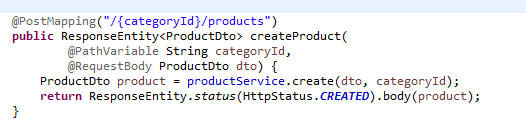 @PostMapping("/{categoryId}/products")
public ResponseEntity<ProductDto> createProduct(
@PathVariable String categoryId,
@RequestBody ProductDto dto) {
ProductDto product = productService.create(dto, categoryId);
return ResponseEntity.status(HttpStatus.CREATED).body(product);
}